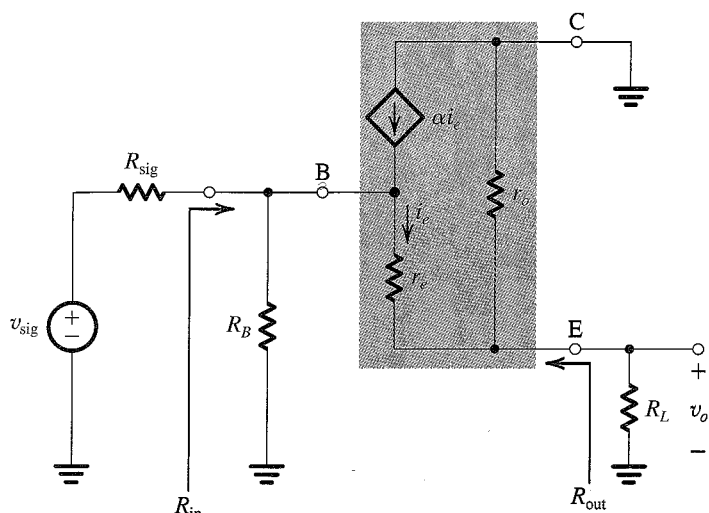 C
αi_e
R_sig
B
r_o
i_e
r_e
v_sig
+
−
R_B
E
+
R_L
v_o
−
R_in
R_out